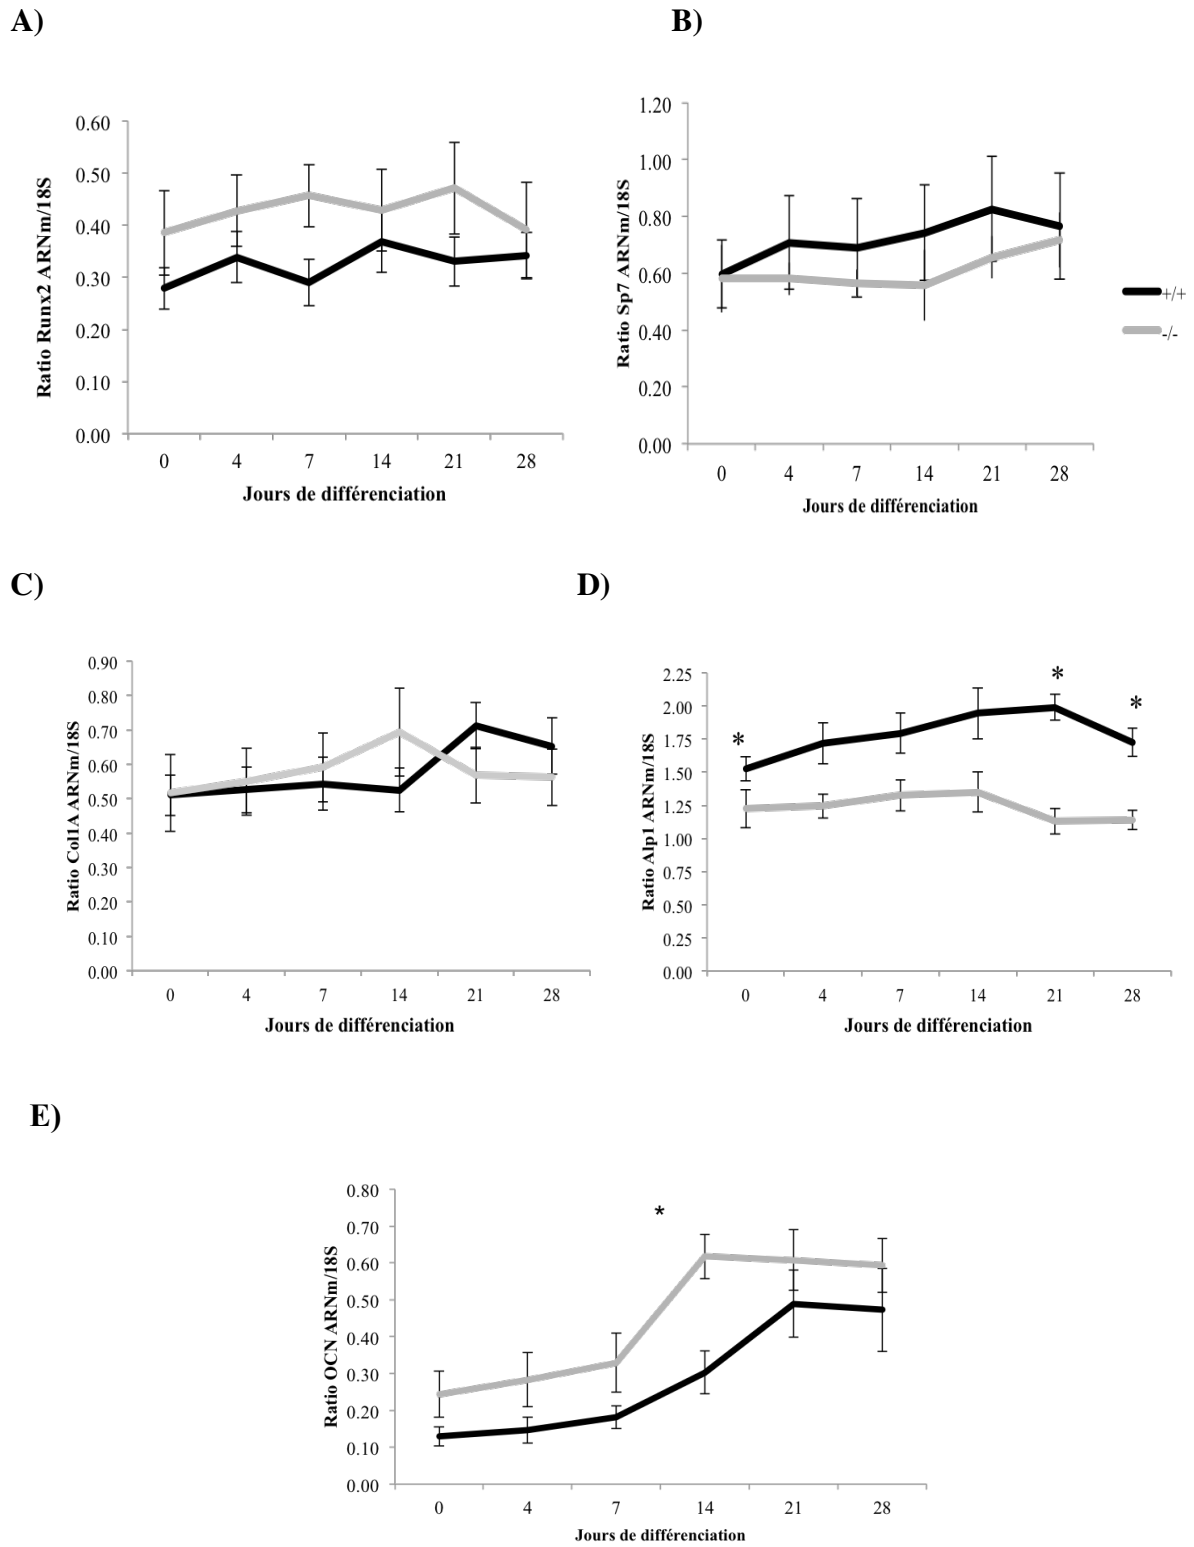 A)
B)
0.60
0.50
0.40
0.30
0.20
0.10
0.00
Ratio Runx2 ARNm/18S
0 4 7 14 21 28
Jours de différenciation
1.20
1.00
0.80
0.60
0.40
0.20
0.00
Ratio Sp7 ARNm/18S
0 4 7 14 21 28
Jours de différenciation
+/+
-/-
C)
D)
0.90
0.80
0.70
0.60
0.50
0.40
0.30
0.20
0.10
0.00
Ratio Col1A ARNm/18S
0 4 7 14 21 28
Jours de différenciation
2.25
2.00
1.75
1.50
1.25
1.00
0.75
0.50
0.25
0.00
Ratio Alp1 ARNm/18S
* * *
0 4 7 14 21 28
Jours de différenciation
E)
0.80
0.70
0.60
0.50
0.40
0.30
0.20
0.10
0.00
Ratio OCN ARNm/18S
*
0 4 7 14 21 28
Jours de différenciation